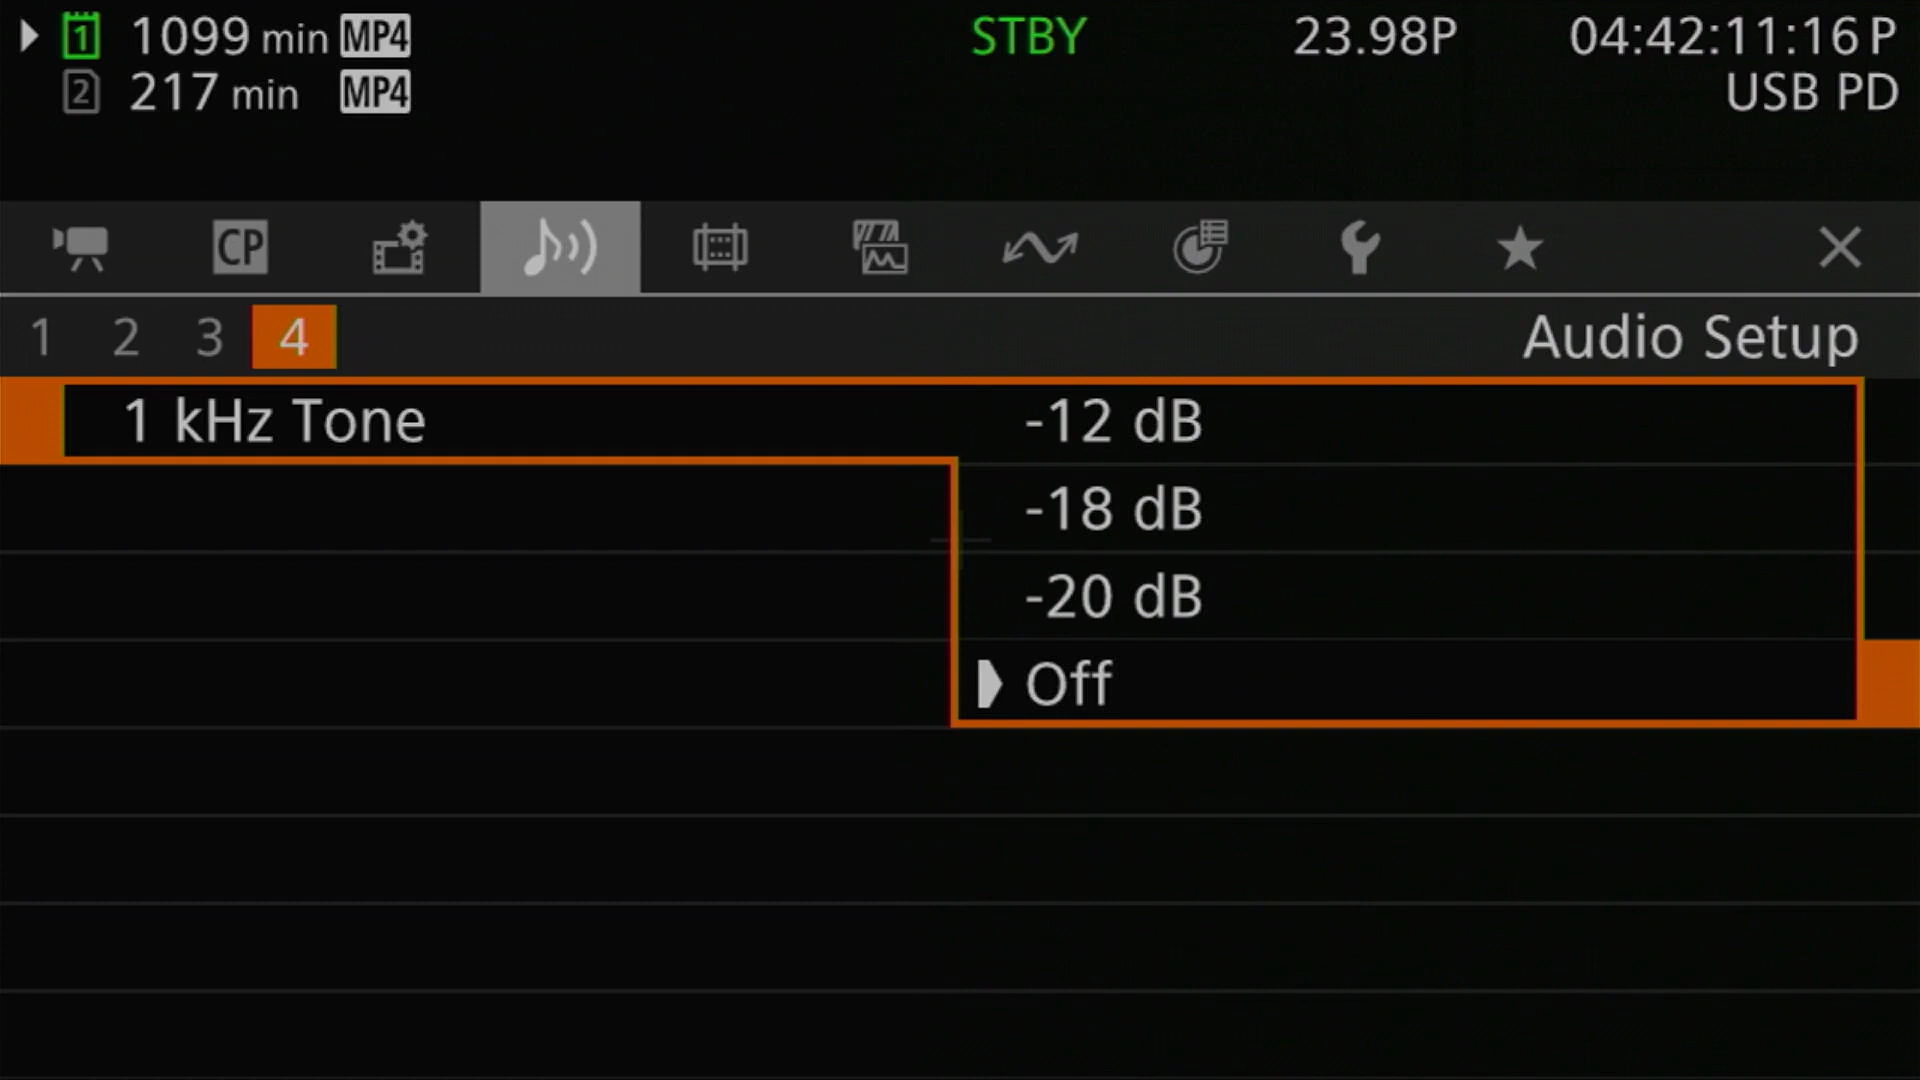 1 1099 min MP4 STBY 23.98P 04:42:11:16 P
2 217 min MP4 USB PD
CP
1 2 3 4 Audio Setup
1 kHz Tone -12 dB
-18 dB
-20 dB
Off